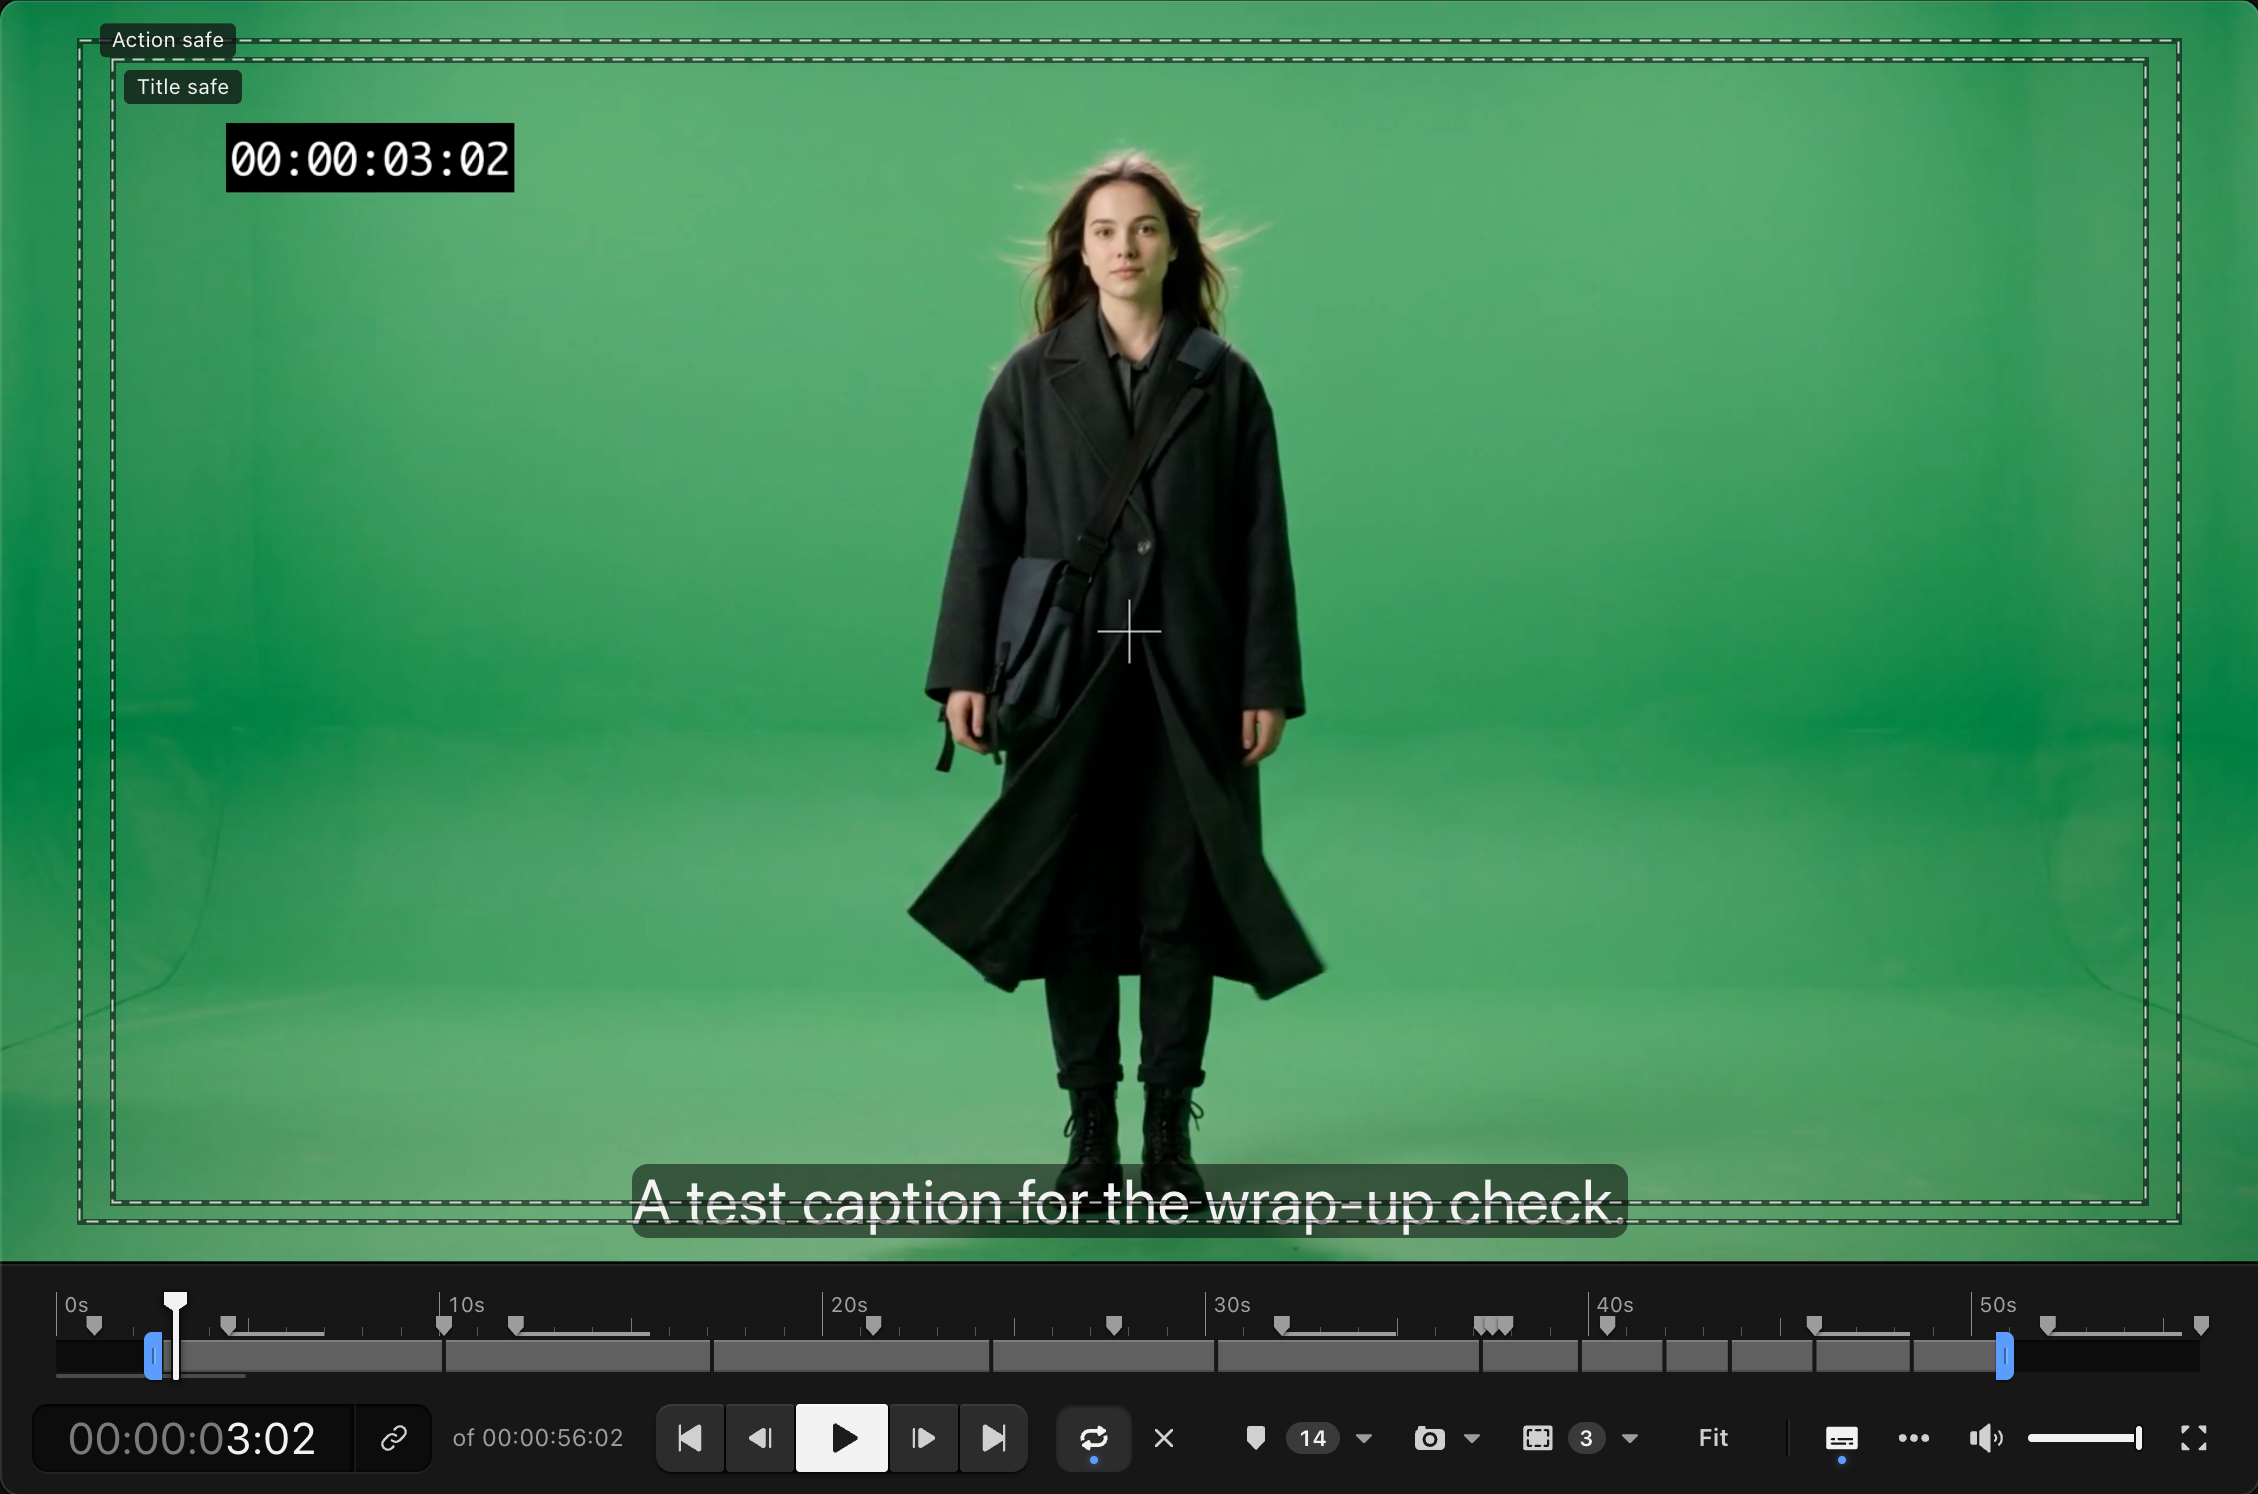 Action safe
Title safe
00:00:03:02
A test caption for the wrap-up check.
0s 10s 20s 30s 40s 50s
00:00:03:02 of 00:00:56:02 14 3 Fit